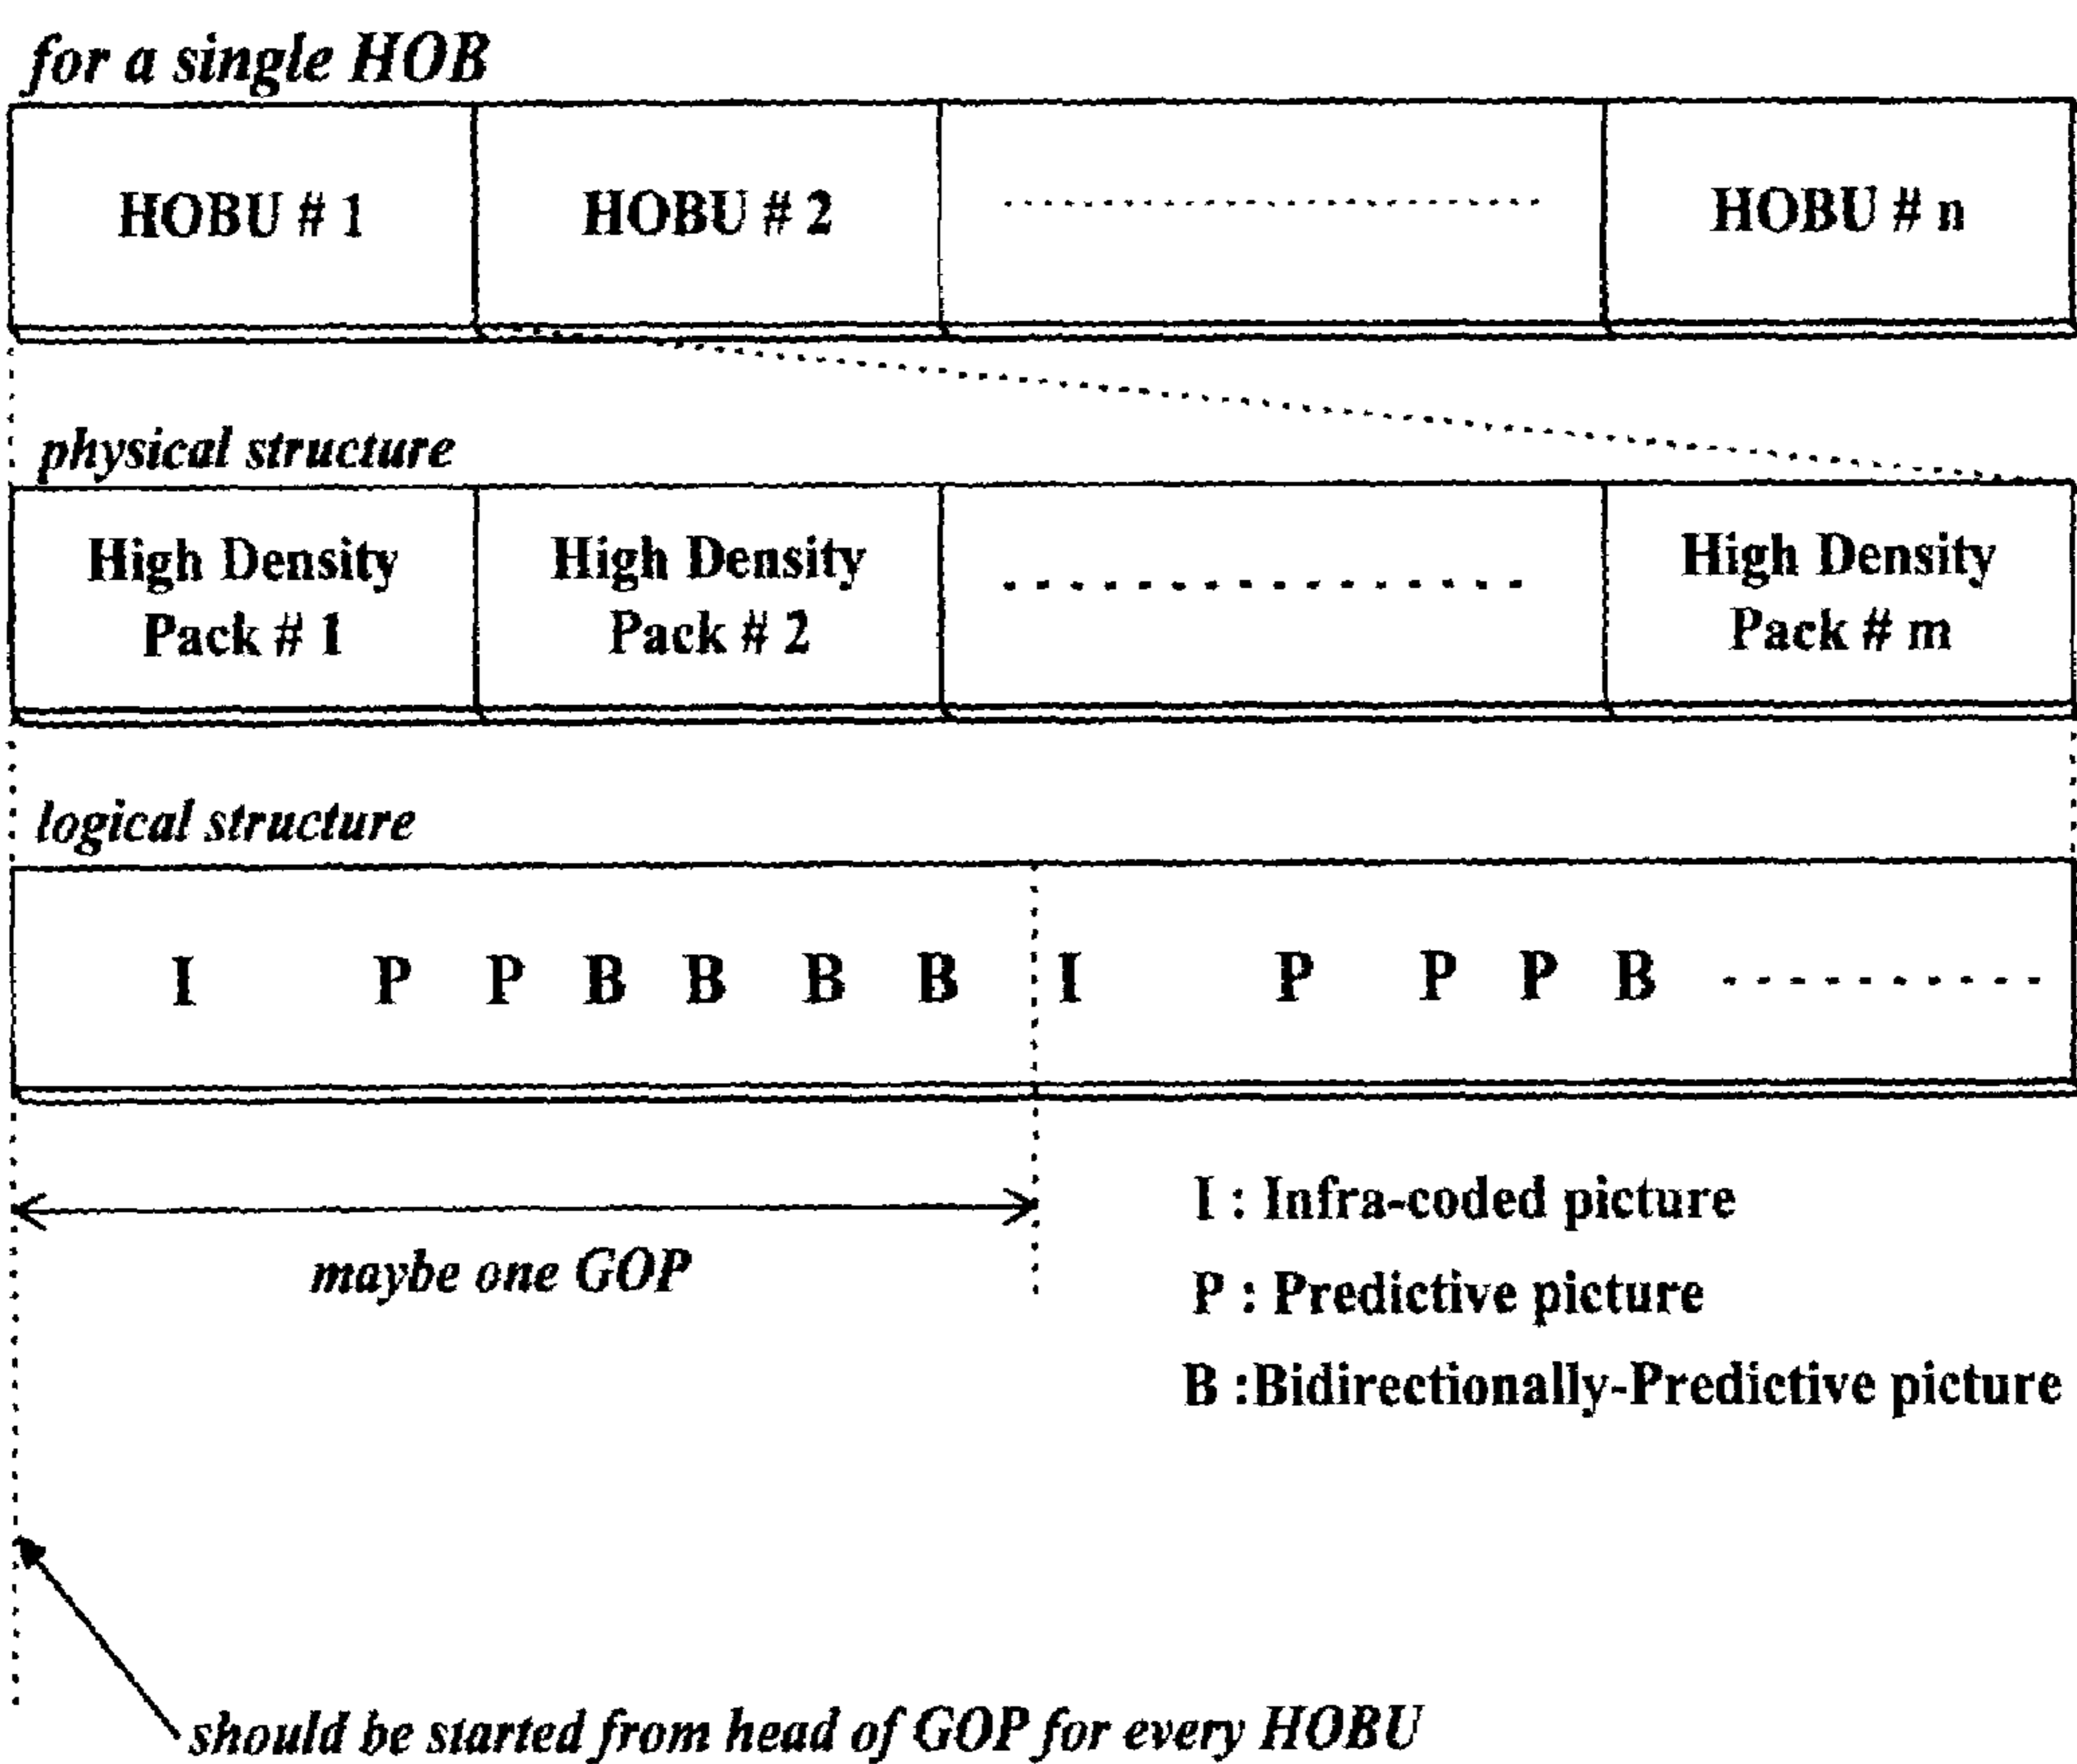 for a single HOB
HOBU # 1 HOBU # 2 HOBU # n
physical structure
High Density High Density High Density
Pack # 1 Pack # 2 Pack # m
logical structure
I P P B B B B I P P P B
I : Infra-coded picture
maybe one GOP
P : Predictive picture
B :Bidirectionally-Predictive picture
should be started from head of GOP for every HOBU